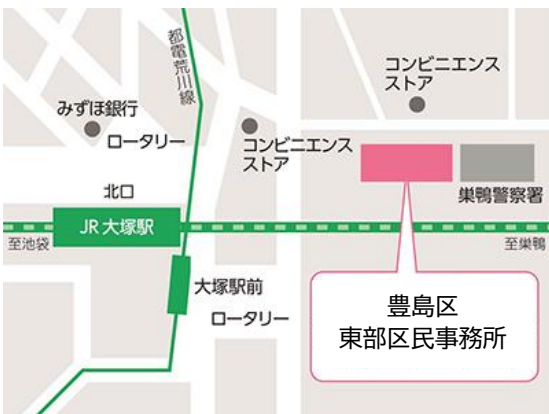 都電荒川線
コンビニエンス
ストア
みずほ銀行
ロータリー
コンビニエンス
ストア
北口
巣鴨警察署
JR 大塚駅
至池袋
至巣鴨
大塚駅前
ロータリー
豊島区
東部区民事務所